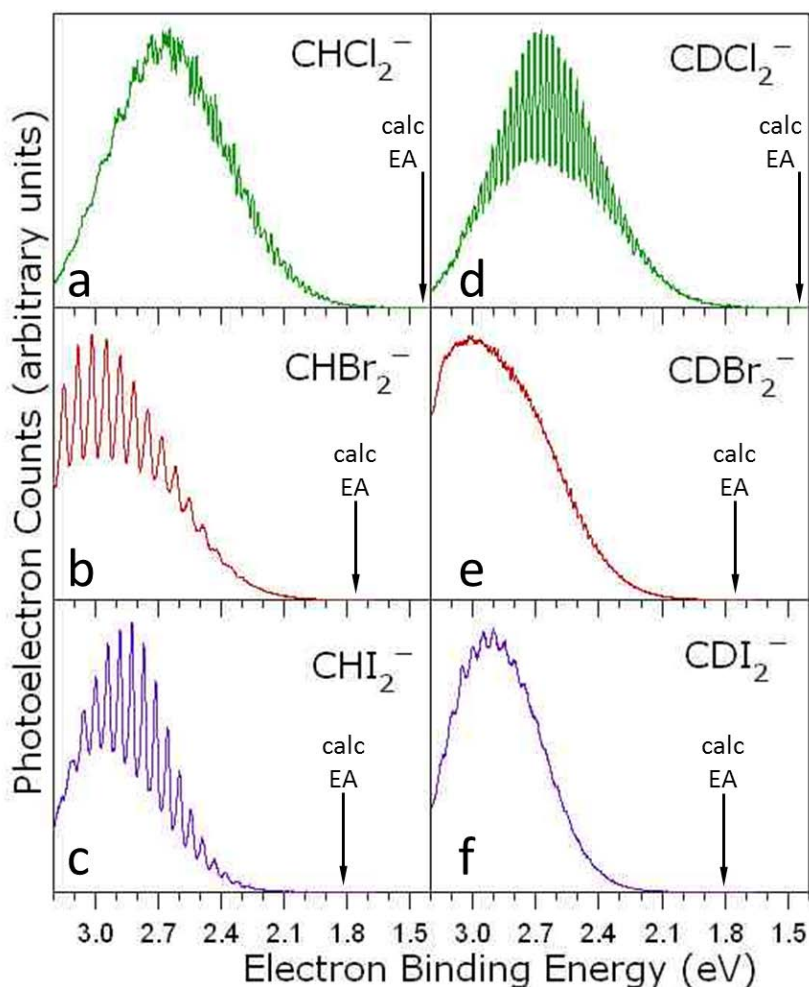 Photoelectron Counts (arbitrary units)
CHCl₂⁻
calc
EA
a
CDCl₂⁻
calc
EA
d
CHBr₂⁻
calc
EA
b
CDBr₂⁻
calc
EA
e
CHI₂⁻
calc
EA
c
CDI₂⁻
calc
EA
f
3.0 2.7 2.4 2.1 1.8 1.5 3.0 2.7 2.4 2.1 1.8 1.5
Electron Binding Energy (eV)